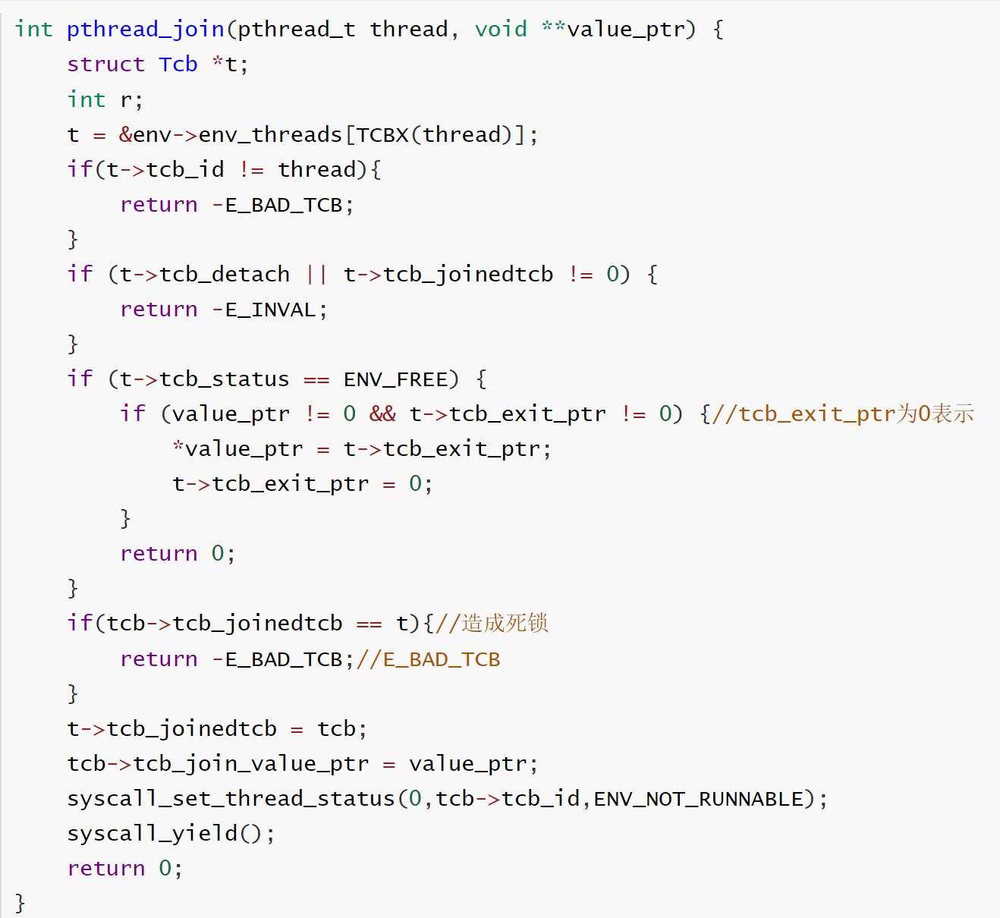 int pthread_join(pthread_t thread, void **value_ptr) {
    struct Tcb *t;
    int r;
    t = &env->env_threads[TCBX(thread)];
    if(t->tcb_id != thread){
        return -E_BAD_TCB;
    }
    if (t->tcb_detach || t->tcb_joinedtcb != 0) {
        return -E_INVAL;
    }
    if (t->tcb_status == ENV_FREE) {
        if (value_ptr != 0 && t->tcb_exit_ptr != 0) {//tcb_exit_ptr为0表示
            *value_ptr = t->tcb_exit_ptr;
            t->tcb_exit_ptr = 0;
        }
        return 0;
    }
    if(tcb->tcb_joinedtcb == t){//造成死锁
        return -E_BAD_TCB;//E_BAD_TCB
    }
    t->tcb_joinedtcb = tcb;
    tcb->tcb_join_value_ptr = value_ptr;
    syscall_set_thread_status(0,tcb->tcb_id,ENV_NOT_RUNNABLE);
    syscall_yield();
    return 0;
}